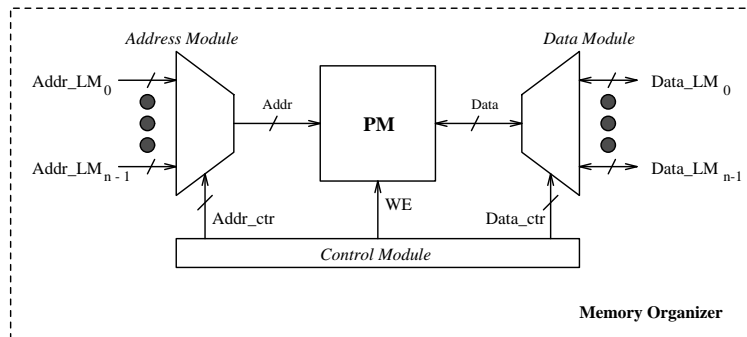 Address Module
Data Module
Addr_LM0
Addr
PM
Data
Data_LM0
Addr_LMn - 1
Data_LMn-1
Addr_ctr
WE
Data_ctr
Control Module
Memory Organizer